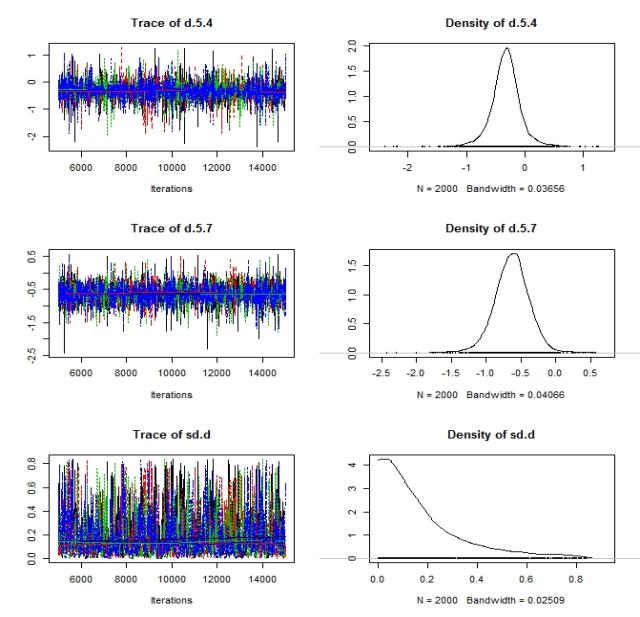 Trace of d.5.4
Density of d.5.4
1
0
-1
-2
6000 8000 10000 12000 14000
Iterations
2.0
1.5
1.0
0.5
0.0
-2 -1 0 1
N = 2000 Bandwidth = 0.03656
Trace of d.5.7
Density of d.5.7
0.5
-0.5
-1.5
-2.5
6000 8000 10000 12000 14000
Iterations
1.5
1.0
0.5
0.0
-2.5 -2.0 -1.5 -1.0 -0.5 0.0 0.5
N = 2000 Bandwidth = 0.04066
Trace of sd.d
Density of sd.d
0.8
0.6
0.4
0.2
0.0
6000 8000 10000 12000 14000
Iterations
4
3
2
1
0
0.0 0.2 0.4 0.6 0.8
N = 2000 Bandwidth = 0.02509